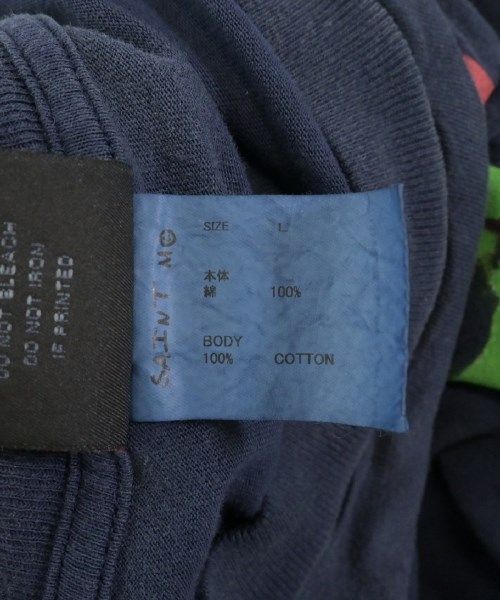 SIZE L
本体
綿 100%
BODY
100% COTTON
SAINT M
DO NOT BLEACH
DO NOT IRON
IF PRINTED